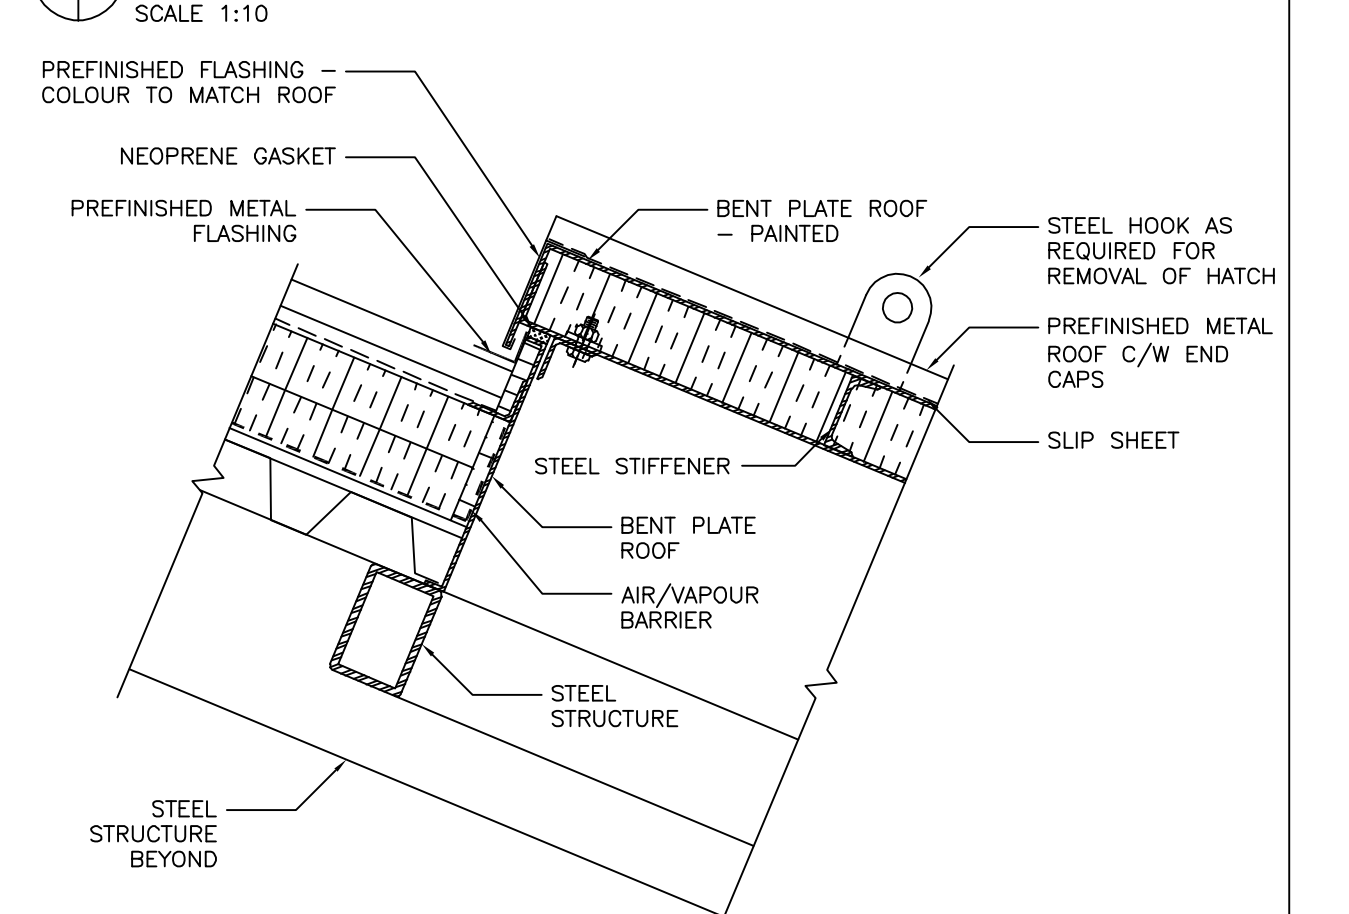 SCALE 1:10
PREFINISHED FLASHING –
COLOUR TO MATCH ROOF
NEOPRENE GASKET
PREFINISHED METAL
FLASHING
BENT PLATE ROOF
– PAINTED
STEEL HOOK AS
REQUIRED FOR
REMOVAL OF HATCH
PREFINISHED METAL
ROOF C/W END
CAPS
SLIP SHEET
STEEL STIFFENER
BENT PLATE
ROOF
AIR/VAPOUR
BARRIER
STEEL
STRUCTURE
STEEL
STRUCTURE
BEYOND